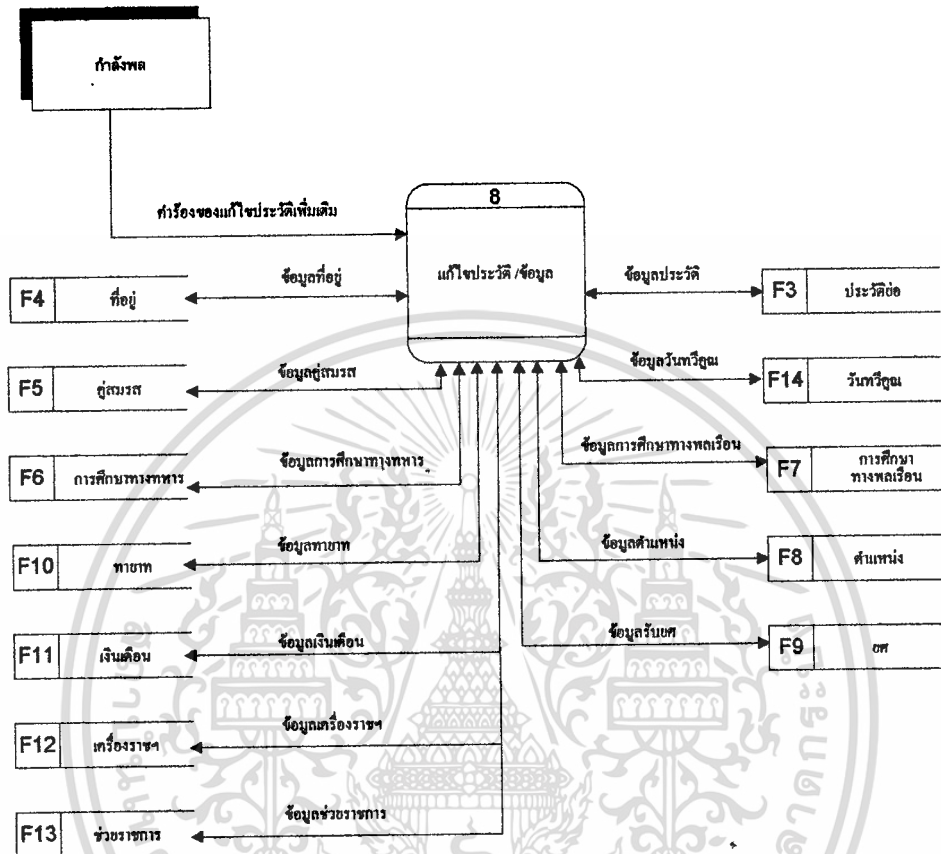 กำลังพล
8
คำร้องของแก้ไขประวัติเพิ่มเติม
แก้ไขประวัติ /ข้อมูล
F4 ที่อยู่
ข้อมูลที่อยู่
ข้อมูลประวัติ
F3 ประวัติย่อ
F5 คู่สมรส
ข้อมูลคู่สมรส
ข้อมูลวันทวีคูณ
F14 วันทวีคูณ
F6 การศึกษาทางทหาร
ข้อมูลการศึกษาทางทหาร
ข้อมูลการศึกษาทางพลเรือน
F7 การศึกษา
ทางพลเรือน
F10 ทายาท
ข้อมูลทายาท
ข้อมูลตำแหน่ง
F8 ตำแหน่ง
F11 เงินเดือน
ข้อมูลเงินเดือน
ข้อมูลรับยศ
F9 ยศ
F12 เครื่องราชฯ
ข้อมูลเครื่องราชฯ
F13 ช่วยราชการ
ข้อมูลช่วยราชการ